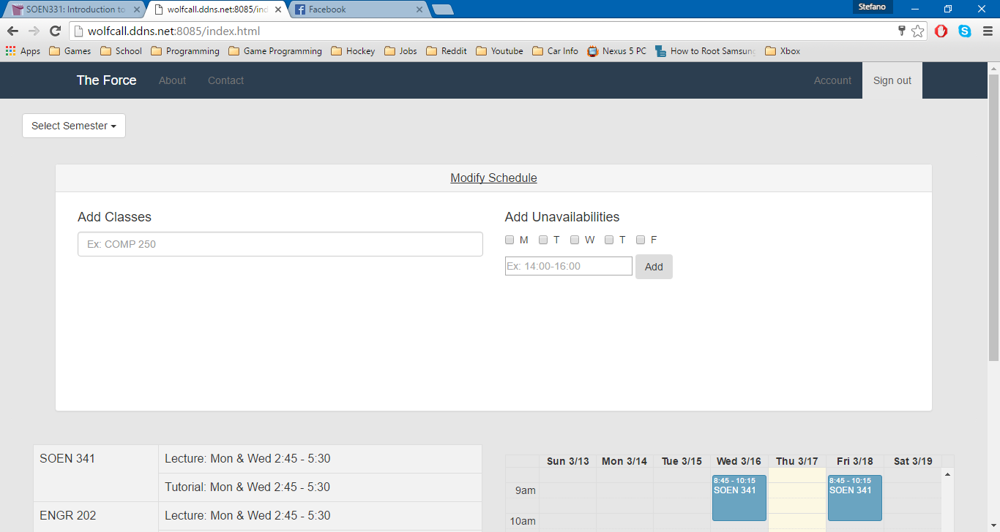 SOEN331: Introduction to
wolfcall.ddns.net:8085/ind
Facebook
Stefano
wolfcall.ddns.net:8085/index.html
Apps Games School Programming Game Programming Hockey Jobs Reddit Youtube Car Info Nexus 5 PC How to Root Samsung Xbox
The Force About Contact Account Sign out
Select Semester
Modify Schedule
Add Classes
Ex: COMP 250
Add Unavailabilities
M T W T F
Ex: 14:00-16:00 Add
SOEN 341 Lecture: Mon & Wed 2:45 - 5:30
Tutorial: Mon & Wed 2:45 - 5:30
ENGR 202 Lecture: Mon & Wed 2:45 - 5:30
Sun 3/13 Mon 3/14 Tue 3/15 Wed 3/16 Thu 3/17 Fri 3/18 Sat 3/19
8:45 - 10:15 8:45 - 10:15
9am SOEN 341 SOEN 341
10am